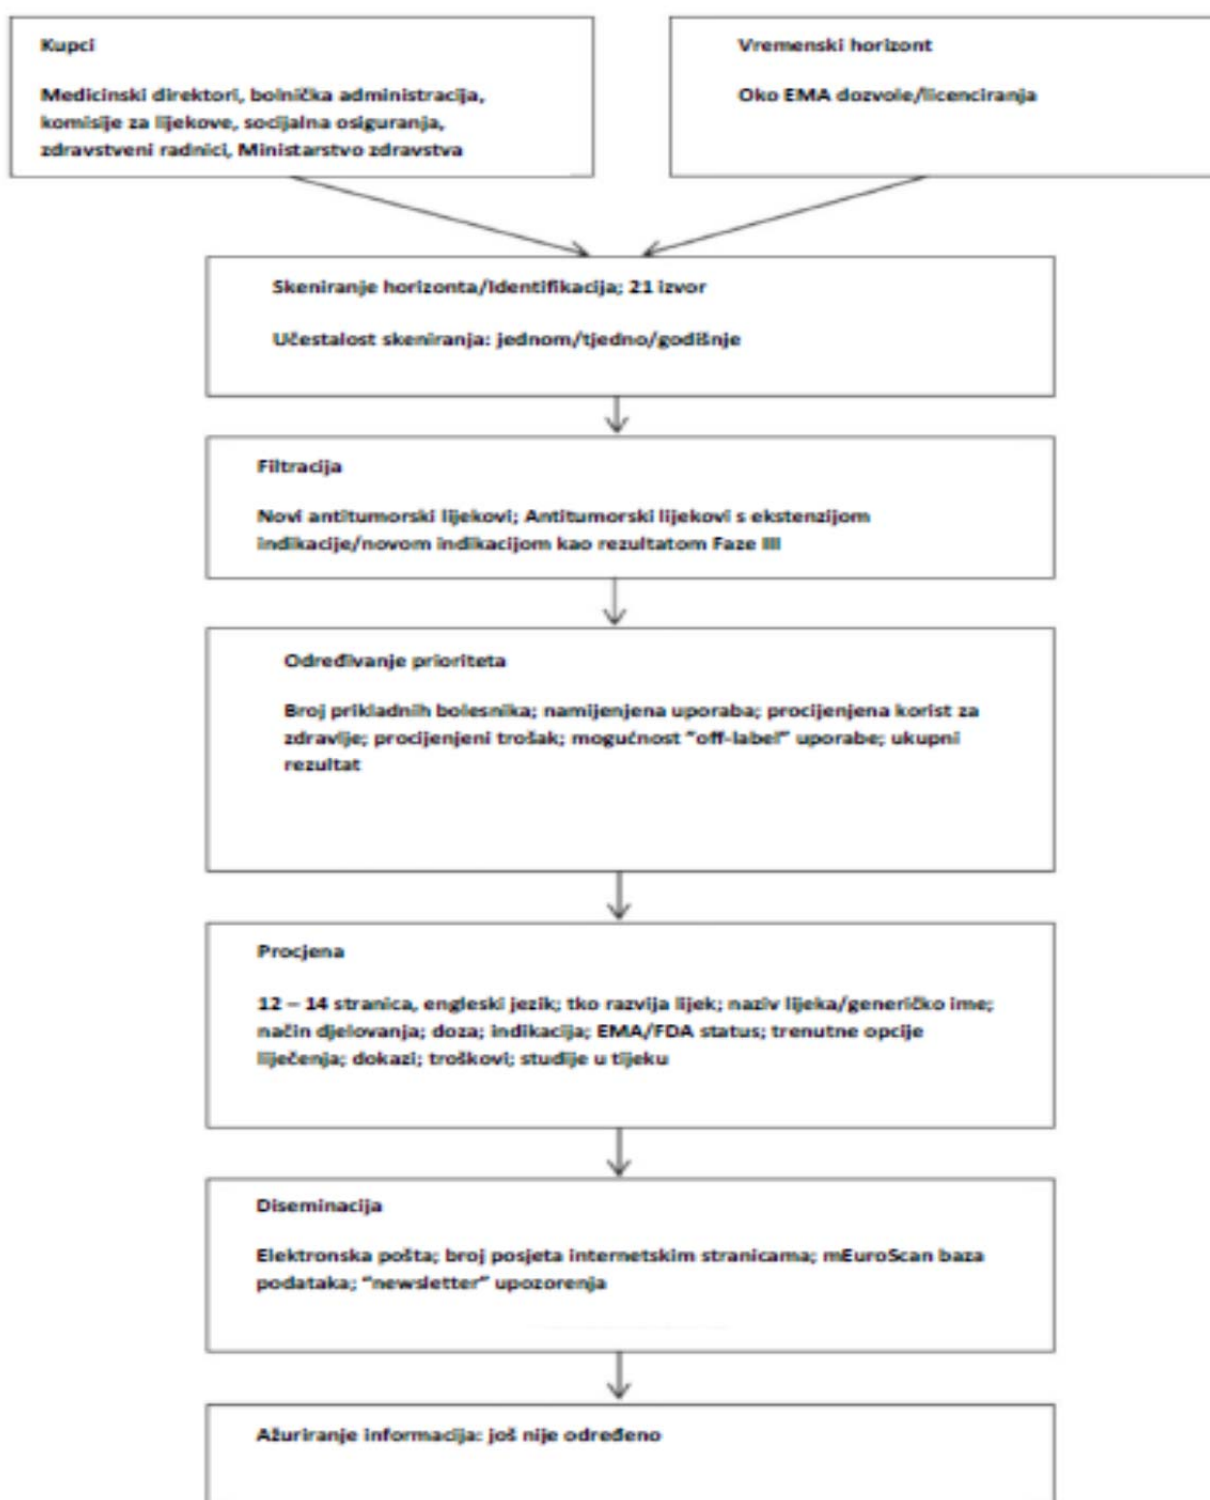 Kupci
Medicinski direktori, bolnička administracija,
komisije za lijekove, socijalna osiguranja,
zdravstveni radnici, Ministarstvo zdravstva
Vremenski horizont
Oko EMA dozvole/licenciranja
Skeniranje horizonta/Identifikacija; 21 izvor
Učestalost skeniranja: jednom/tjedno/godišnje
Filtracija
Novi antitumorski lijekovi; Antitumorski lijekovi s ekstenzijom
indikacije/novom indikacijom kao rezultatom Faze III
Određivanje prioriteta
Broj prikladnih bolesnika; namijenjena uporaba; procijenjena korist za
zdravlje; procijenjeni trošak; mogućnost "off-label" uporabe; ukupni
rezultat
Procjena
12 – 14 stranica, engleski jezik; tko razvija lijek; naziv lijeka/generičko ime;
način djelovanja; doza; indikacija; EMA/FDA status; trenutne opcije
liječenja; dokazi; troškovi; studije u tijeku
Diseminacija
Elektronska pošta; broj posjeta internetskim stranicama; mEuroScan baza
podataka; "newsletter" upozorenja
Ažuriranje informacija: još nije određeno